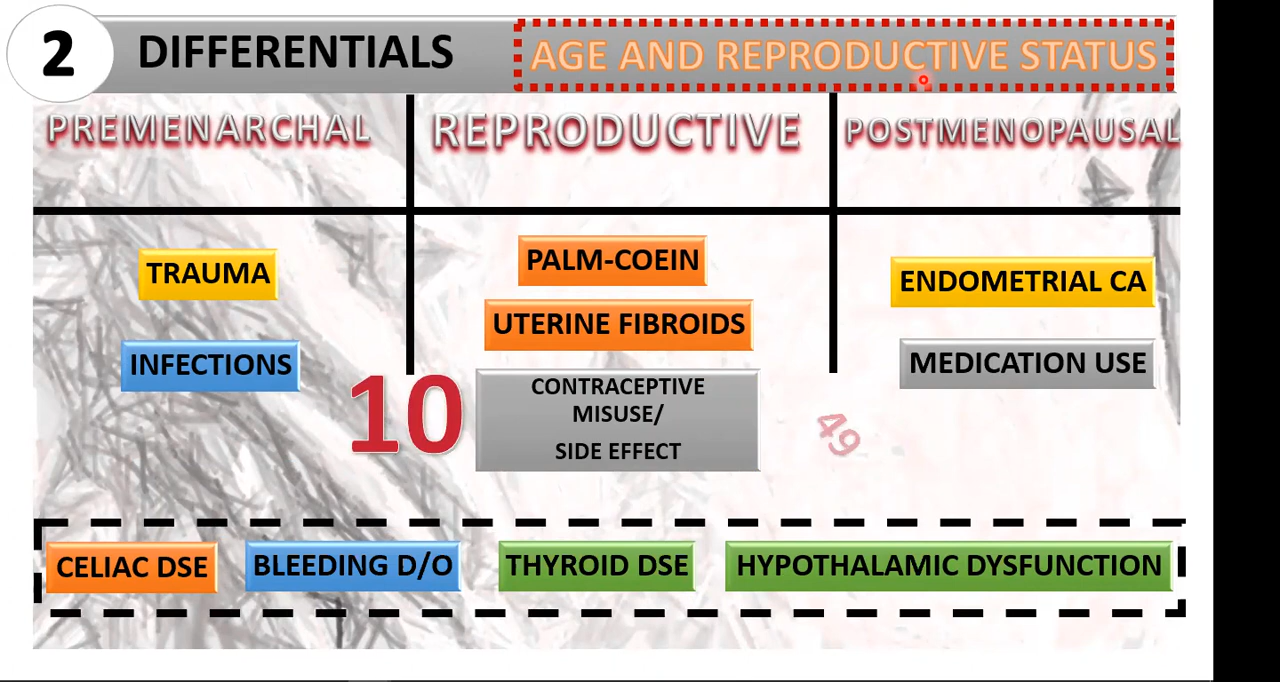 2
DIFFERENTIALS
AGE AND REPRODUCTIVE STATUS
PREMENARCHAL
REPRODUCTIVE
POSTMENOPAUSAL
TRAUMA
INFECTIONS
10
PALM-COEIN
UTERINE FIBROIDS
CONTRACEPTIVE
MISUSE/
SIDE EFFECT
49
ENDOMETRIAL CA
MEDICATION USE
CELIAC DSE
BLEEDING D/O
THYROID DSE
HYPOTHALAMIC DYSFUNCTION